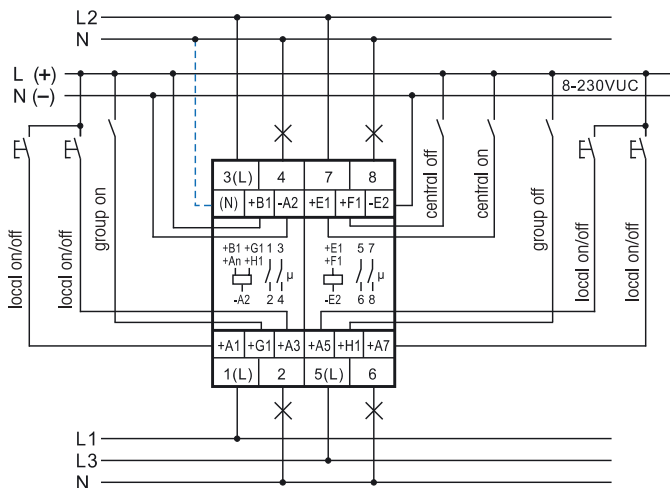 L2
N
L (+)
N (−)
8-230VUC
3(L) 4 7 8
(N) +B1 -A2 +E1 +F1 -E2
+B1 +G1 1 3
+An +H1
µ
-A2 2 4
+E1 5 7
+F1
µ
-E2 6 8
+A1 +G1 +A3 +A5 +H1 +A7
1(L) 2 5(L) 6
local on/off
local on/off
group on
central off
central on
group off
local on/off
local on/off
L1
L3
N